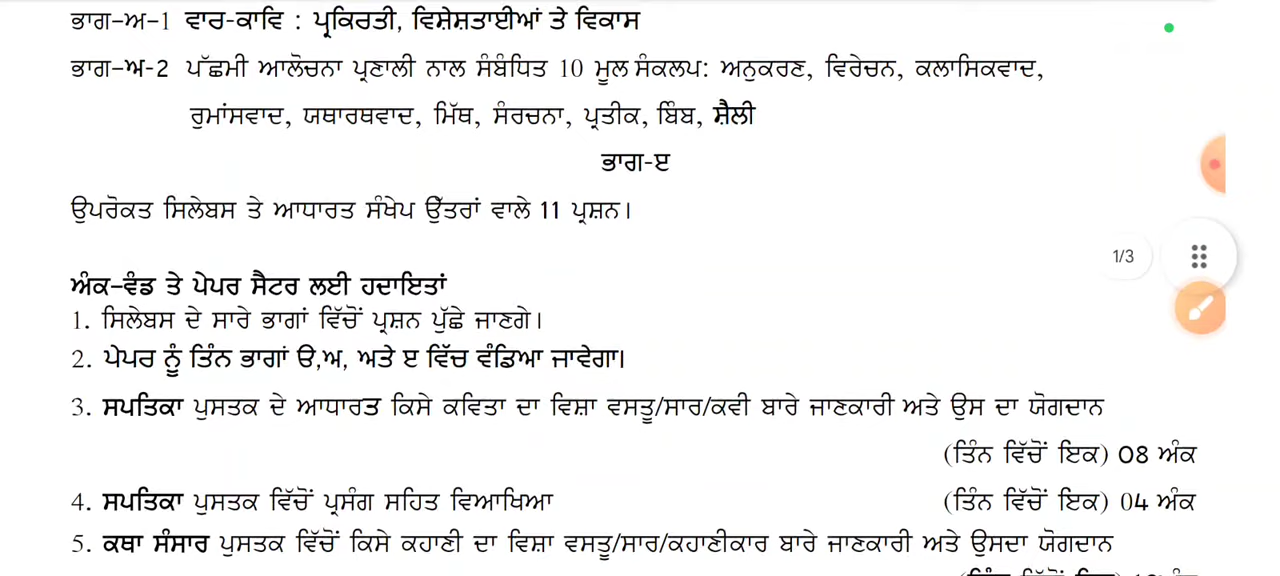 ਭਾਗ-ਅ-1 ਵਾਰ-ਕਾਵਿ : ਪ੍ਰਕਿਰਤੀ, ਵਿਸ਼ੇਸ਼ਤਾਈਆਂ ਤੇ ਵਿਕਾਸ
ਭਾਗ-ਅ-2 ਪੱਛਮੀ ਆਲੋਚਨਾ ਪ੍ਰਣਾਲੀ ਨਾਲ ਸੰਬੰਧਿਤ 10 ਮੂਲ ਸੰਕਲਪ: ਅਨੁਕਰਣ, ਵਿਰੇਚਨ, ਕਲਾਸਿਕਵਾਦ,
ਰੁਮਾਂਸਵਾਦ, ਯਥਾਰਥਵਾਦ, ਮਿੱਥ, ਸੰਰਚਨਾ, ਪ੍ਰਤੀਕ, ਬਿੰਬ, ਸ਼ੈਲੀ
ਭਾਗ-ੲ
ਉਪਰੋਕਤ ਸਿਲੇਬਸ ਤੇ ਆਧਾਰਤ ਸੰਖੇਪ ਉੱਤਰਾਂ ਵਾਲੇ 11 ਪ੍ਰਸ਼ਨ।
1/3
ਅੰਕ-ਵੰਡ ਤੇ ਪੇਪਰ ਸੈਟਰ ਲਈ ਹਦਾਇਤਾਂ
1. ਸਿਲੇਬਸ ਦੇ ਸਾਰੇ ਭਾਗਾਂ ਵਿੱਚੋਂ ਪ੍ਰਸ਼ਨ ਪੁੱਛੇ ਜਾਣਗੇ।
2. ਪੇਪਰ ਨੂੰ ਤਿੰਨ ਭਾਗਾਂ ੳ,ਅ, ਅਤੇ ੲ ਵਿੱਚ ਵੰਡਿਆ ਜਾਵੇਗਾ।
3. ਸਪਤਿਕਾ ਪੁਸਤਕ ਦੇ ਆਧਾਰਤ ਕਿਸੇ ਕਵਿਤਾ ਦਾ ਵਿਸ਼ਾ ਵਸਤੂ/ਸਾਰ/ਕਵੀ ਬਾਰੇ ਜਾਣਕਾਰੀ ਅਤੇ ਉਸ ਦਾ ਯੋਗਦਾਨ
(ਤਿੰਨ ਵਿੱਚੋਂ ਇਕ) 08 ਅੰਕ
4. ਸਪਤਿਕਾ ਪੁਸਤਕ ਵਿੱਚੋਂ ਪ੍ਰਸੰਗ ਸਹਿਤ ਵਿਆਖਿਆ (ਤਿੰਨ ਵਿੱਚੋਂ ਇਕ) 04 ਅੰਕ
5. ਕਥਾ ਸੰਸਾਰ ਪੁਸਤਕ ਵਿੱਚੋਂ ਕਿਸੇ ਕਹਾਣੀ ਦਾ ਵਿਸ਼ਾ ਵਸਤੂ/ਸਾਰ/ਕਹਾਣੀਕਾਰ ਬਾਰੇ ਜਾਣਕਾਰੀ ਅਤੇ ਉਸਦਾ ਯੋਗਦਾਨ